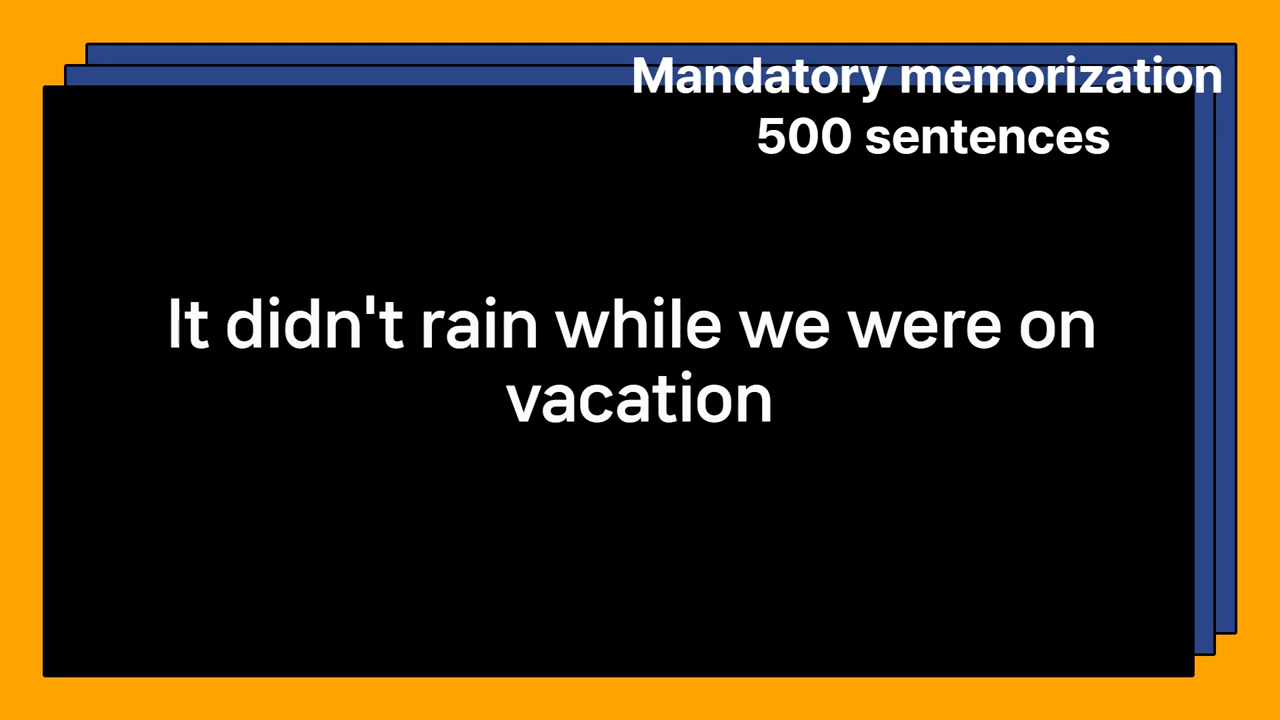 Mandatory memorization
500 sentences
It didn't rain while we were on
vacation